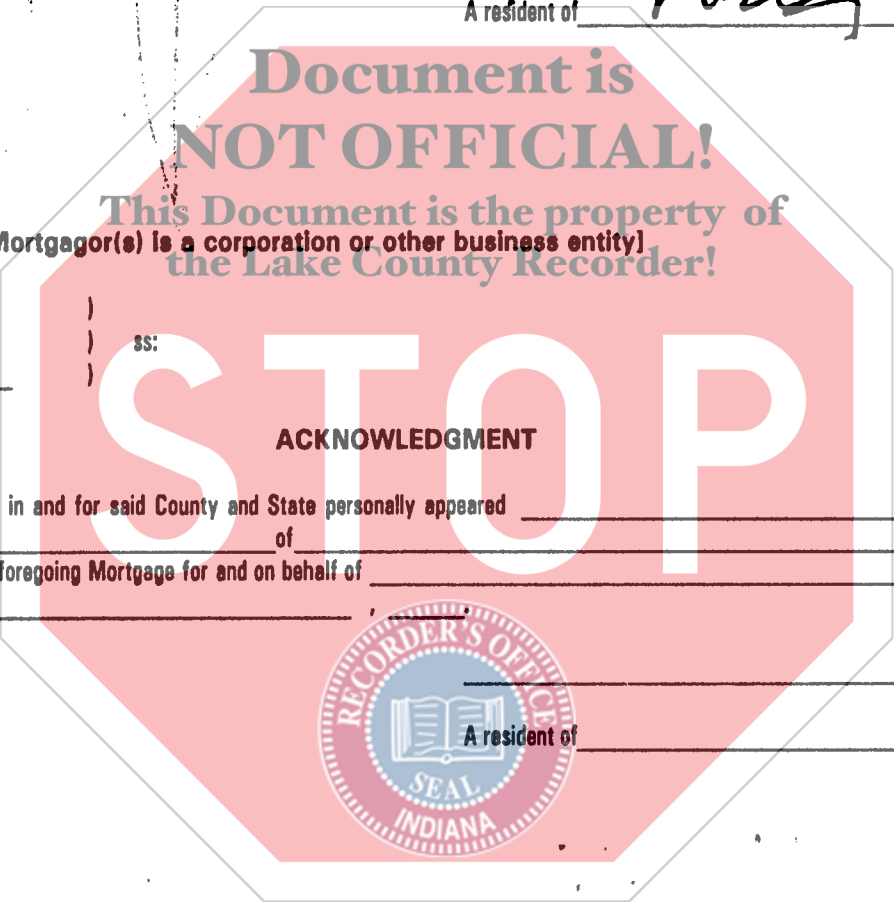 A resident of
Document is
NOT OFFICIAL!
This Document is the property of
Mortgagor(s) is a corporation or other business entity]
the Lake County Recorder!
)
) ss:
)
STOP
ACKNOWLEDGMENT
in and for said County and State personally appeared
of
foregoing Mortgage for and on behalf of
, .
RECORDER'S OFFICE
A resident of
SEAL
INDIANA